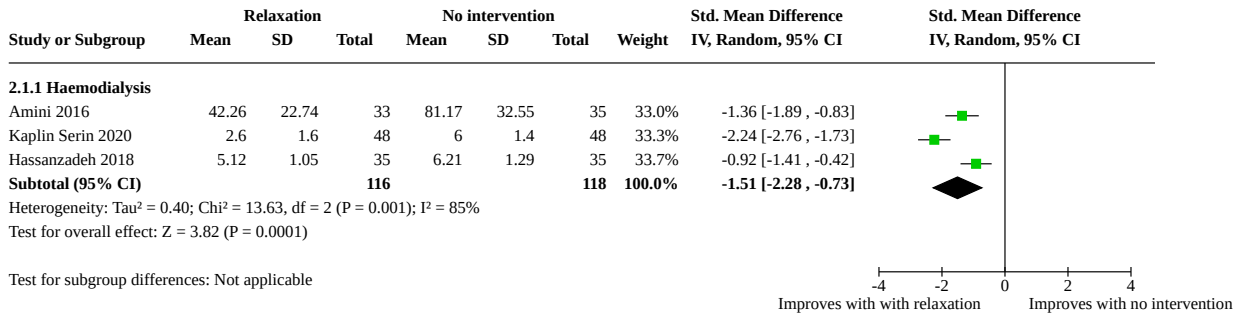 Relaxation No intervention Std. Mean Difference Std. Mean Difference
Study or Subgroup Mean SD Total Mean SD Total Weight IV, Random, 95% CI IV, Random, 95% CI
2.1.1 Haemodialysis
Amini 2016 42.26 22.74 33 81.17 32.55 35 33.0% -1.36 [-1.89 , -0.83]
Kaplin Serin 2020 2.6 1.6 48 6 1.4 48 33.3% -2.24 [-2.76 , -1.73]
Hassanzadeh 2018 5.12 1.05 35 6.21 1.29 35 33.7% -0.92 [-1.41 , -0.42]
Subtotal (95% CI) 116 118 100.0% -1.51 [-2.28 , -0.73]
Heterogeneity: Tau² = 0.40; Chi² = 13.63, df = 2 (P = 0.001); I² = 85%
Test for overall effect: Z = 3.82 (P = 0.0001)
Test for subgroup differences: Not applicable
-4 -2 0 2 4
Improves with with relaxation Improves with no intervention